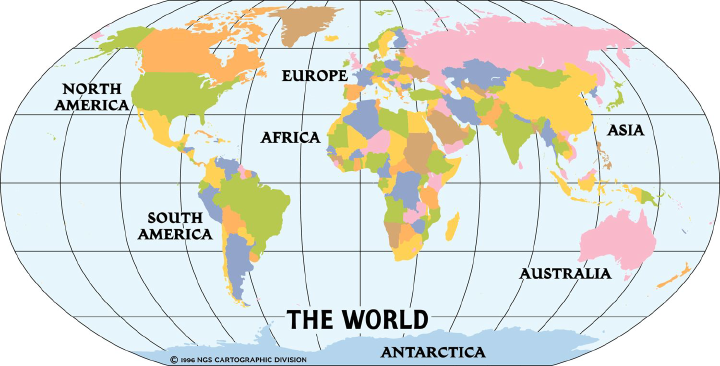 NORTH
AMERICA
EUROPE
AFRICA
ASIA
SOUTH
AMERICA
AUSTRALIA
THE WORLD
ANTARCTICA
© 1996 NGS CARTOGRAPHIC DIVISION